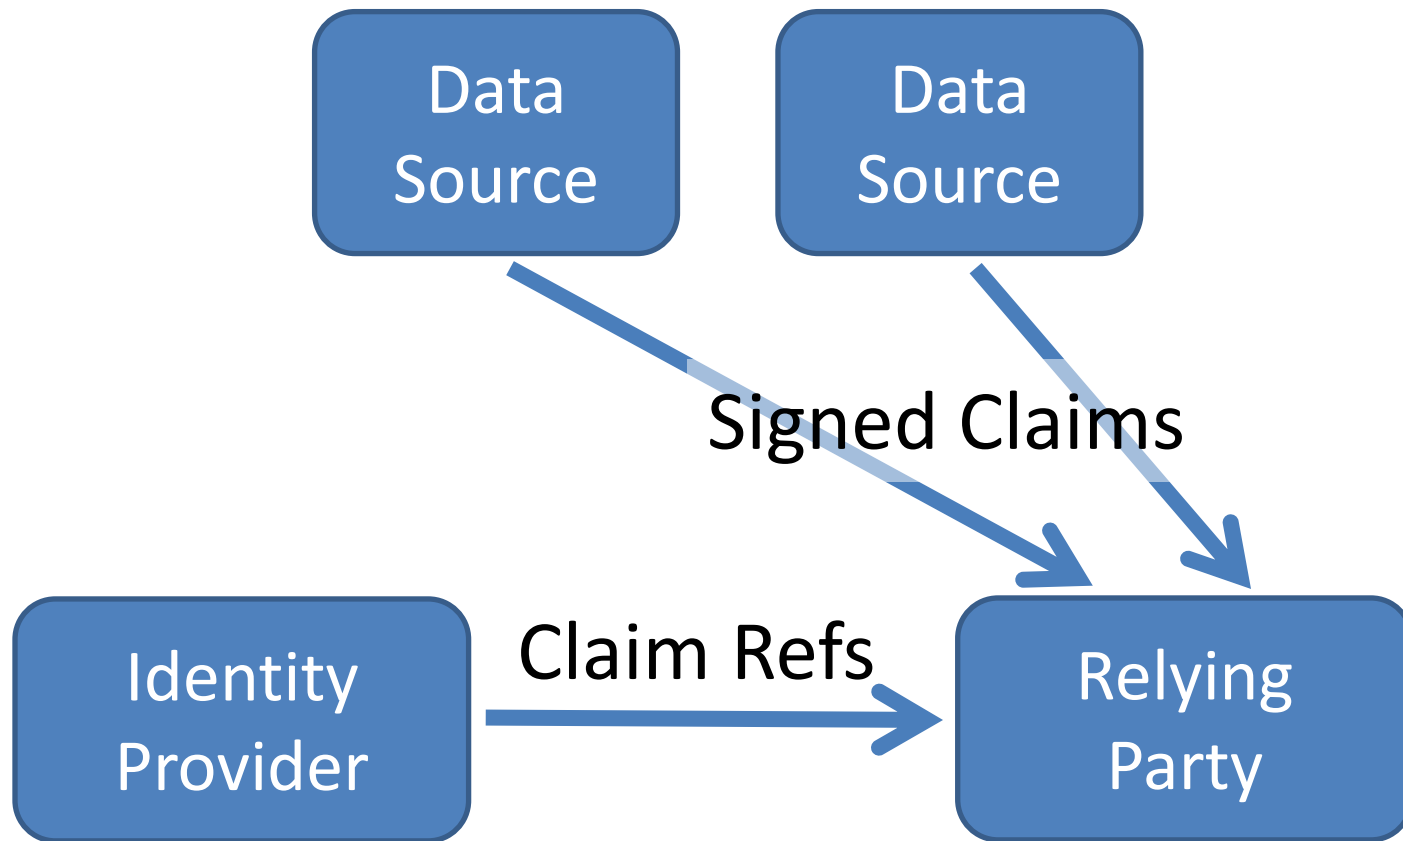 Data
Source
Data
Source
Signed Claims
Claim Refs
Identity
Provider
Relying
Party